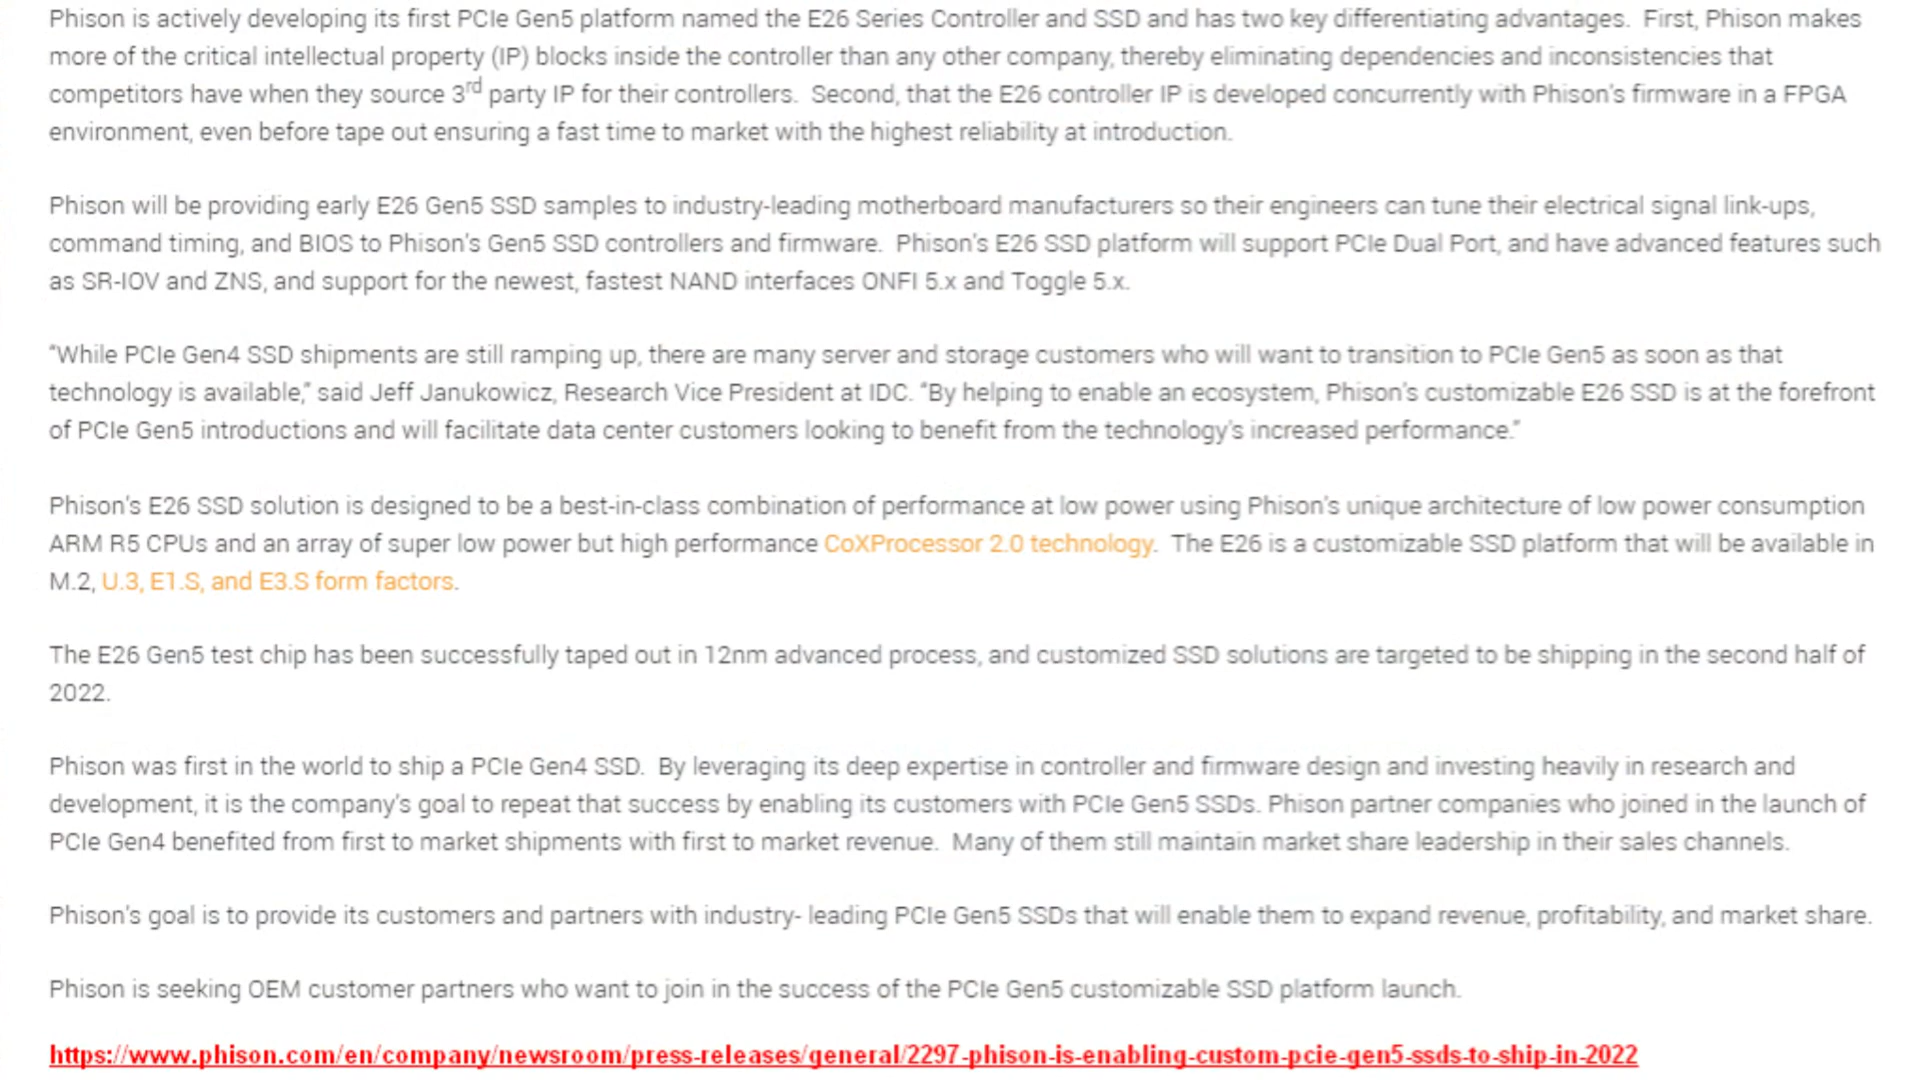 Phison is actively developing its first PCIe Gen5 platform named the E26 Series Controller and SSD and has two key differentiating advantages. First, Phison makes
more of the critical intellectual property (IP) blocks inside the controller than any other company, thereby eliminating dependencies and inconsistencies that
competitors have when they source 3rd party IP for their controllers. Second, that the E26 controller IP is developed concurrently with Phison's firmware in a FPGA
environment, even before tape out ensuring a fast time to market with the highest reliability at introduction.
Phison will be providing early E26 Gen5 SSD samples to industry-leading motherboard manufacturers so their engineers can tune their electrical signal link-ups,
command timing, and BIOS to Phison's Gen5 SSD controllers and firmware. Phison's E26 SSD platform will support PCIe Dual Port, and have advanced features such
as SR-IOV and ZNS, and support for the newest, fastest NAND interfaces ONFI 5.x and Toggle 5.x.
“While PCIe Gen4 SSD shipments are still ramping up, there are many server and storage customers who will want to transition to PCIe Gen5 as soon as that
technology is available,” said Jeff Janukowicz, Research Vice President at IDC. “By helping to enable an ecosystem, Phison's customizable E26 SSD is at the forefront
of PCIe Gen5 introductions and will facilitate data center customers looking to benefit from the technology's increased performance.”
Phison's E26 SSD solution is designed to be a best-in-class combination of performance at low power using Phison's unique architecture of low power consumption
ARM R5 CPUs and an array of super low power but high performance CoXProcessor 2.0 technology. The E26 is a customizable SSD platform that will be available in
M.2, U.3, E1.S, and E3.S form factors.
The E26 Gen5 test chip has been successfully taped out in 12nm advanced process, and customized SSD solutions are targeted to be shipping in the second half of
2022.
Phison was first in the world to ship a PCIe Gen4 SSD. By leveraging its deep expertise in controller and firmware design and investing heavily in research and
development, it is the company's goal to repeat that success by enabling its customers with PCIe Gen5 SSDs. Phison partner companies who joined in the launch of
PCIe Gen4 benefited from first to market shipments with first to market revenue. Many of them still maintain market share leadership in their sales channels.
Phison's goal is to provide its customers and partners with industry- leading PCIe Gen5 SSDs that will enable them to expand revenue, profitability, and market share.
Phison is seeking OEM customer partners who want to join in the success of the PCIe Gen5 customizable SSD platform launch.
https://www.phison.com/en/company/newsroom/press-releases/general/2297-phison-is-enabling-custom-pcie-gen5-ssds-to-ship-in-2022